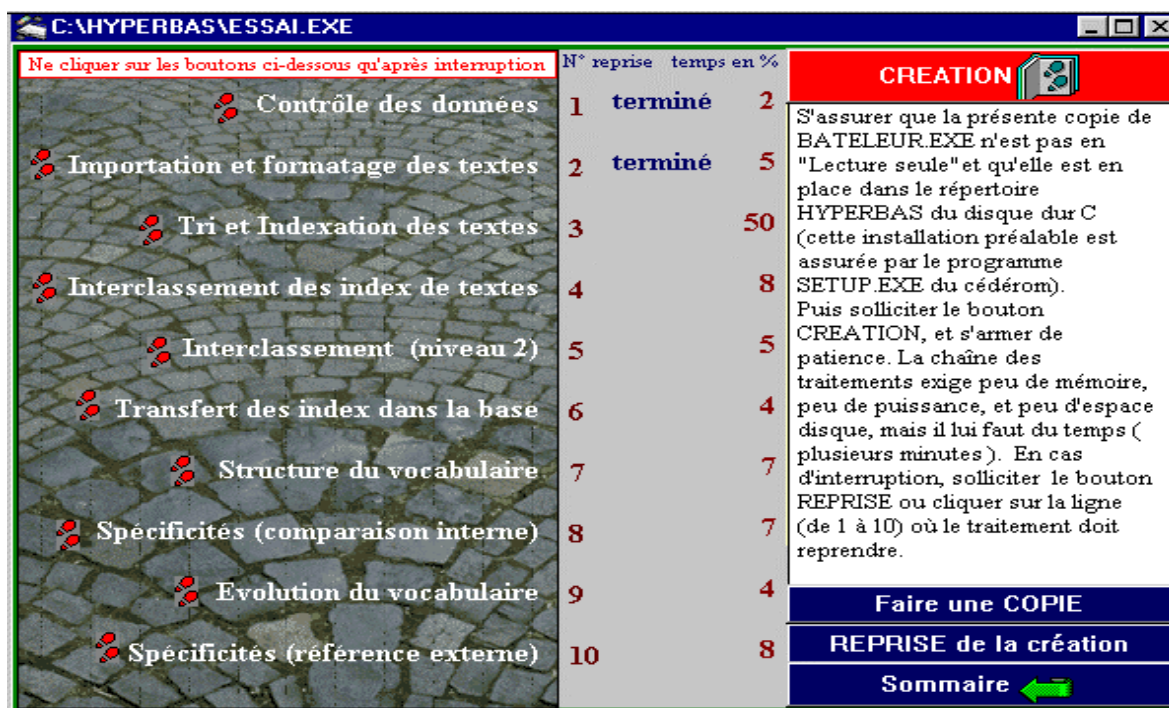 C:\HYPERBAS\ESSAI.EXE
Ne cliquer sur les boutons ci-dessous qu'après interruption
N° reprise temps en %
Contrôle des données 1 terminé 2
Importation et formatage des textes 2 terminé 5
Tri et Indexation des textes 3 50
Interclassement des index de textes 4 8
Interclassement (niveau 2) 5 5
Transfert des index dans la base 6 4
Structure du vocabulaire 7 7
Spécificités (comparaison interne) 8 7
Evolution du vocabulaire 9 4
Spécificités (référence externe) 10 8
CREATION
S'assurer que la présente copie de
BATELEUR.EXE n'est pas en
"Lecture seule"et qu'elle est en
place dans le répertoire
HYPERBAS du disque dur C
(cette installation préalable est
assurée par le programme
SETUP.EXE du cédérom).
Puis solliciter le bouton
CREATION, et s'armer de
patience. La chaîne des
traitements exige peu de mémoire,
peu de puissance, et peu d'espace
disque, mais il lui faut du temps (
plusieurs minutes ). En cas
d'interruption, solliciter le bouton
REPRISE ou cliquer sur la ligne
(de 1 à 10) où le traitement doit
reprendre.
Faire une COPIE
REPRISE de la création
Sommaire